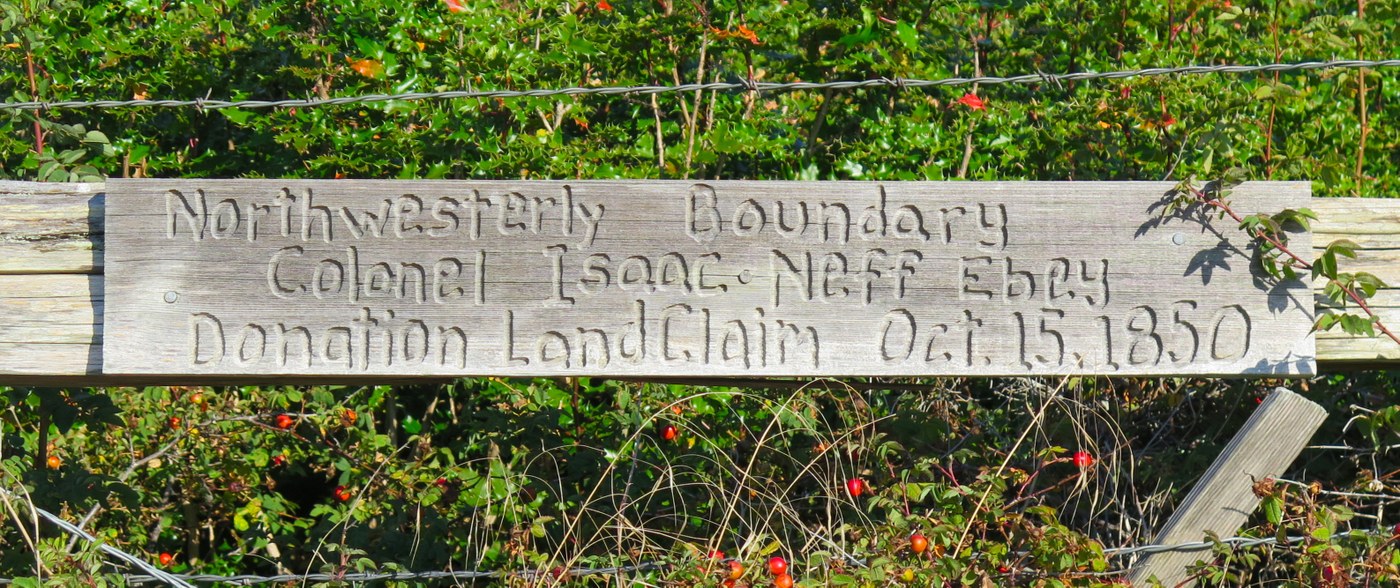 Northwesterly Boundary
Colonel Isaac Neff Ebey
Donation Land Claim Oct. 15, 1850